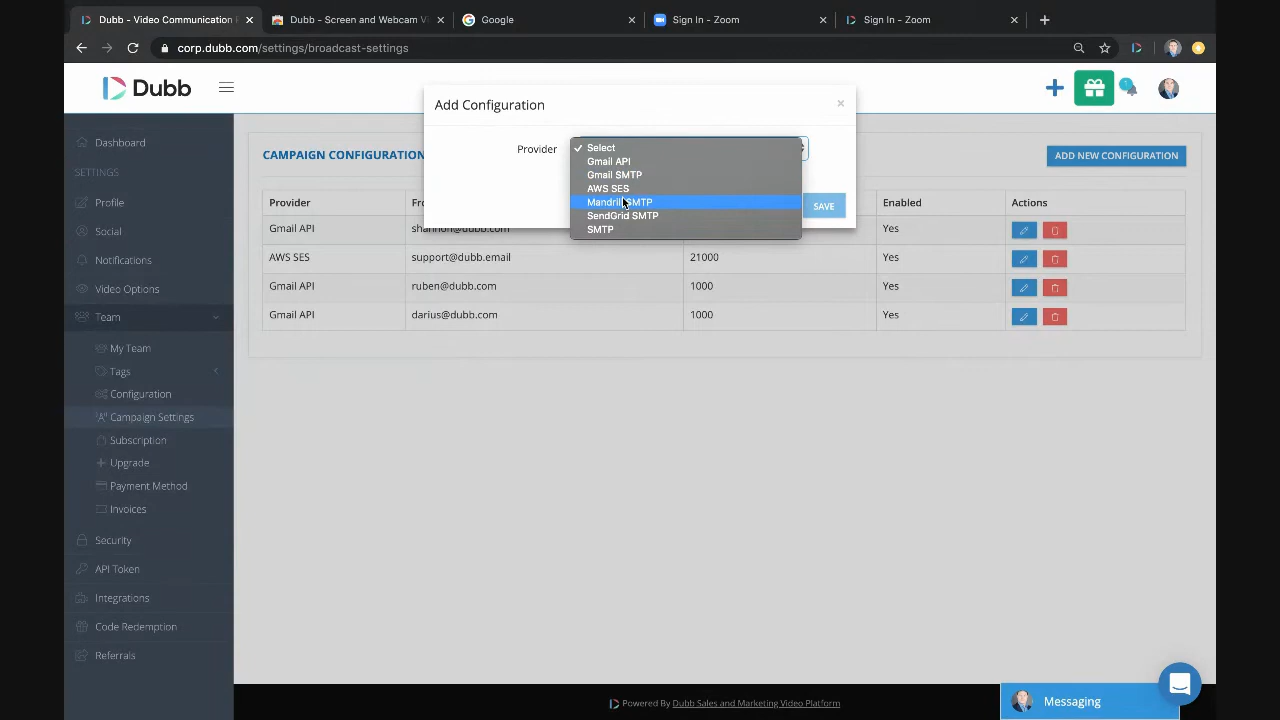 Dubb - Video Communication
Dubb - Screen and Webcam Vi
Google
Sign In - Zoom
Sign In - Zoom
corp.dubb.com/settings/broadcast-settings
Dubb
Add Configuration
×
Provider
✓ Select
Gmail API
Gmail SMTP
AWS SES
Mandrill SMTP
SendGrid SMTP
SMTP
SAVE
CAMPAIGN CONFIGURATION
ADD NEW CONFIGURATION
Provider Enabled Actions
Gmail API shannon@dubb.com Yes
AWS SES support@dubb.email 21000 Yes
Gmail API ruben@dubb.com 1000 Yes
Gmail API darius@dubb.com 1000 Yes
Dashboard
SETTINGS
Profile
Social
Notifications
Video Options
Team
My Team
Tags
Configuration
Campaign Settings
Subscription
Upgrade
Payment Method
Invoices
Security
API Token
Integrations
Code Redemption
Referrals
Powered By Dubb Sales and Marketing Video Platform
Messaging